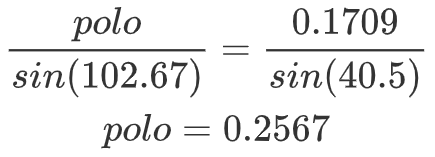 polo / sin(102.67) = 0.1709 / sin(40.5)
polo = 0.2567